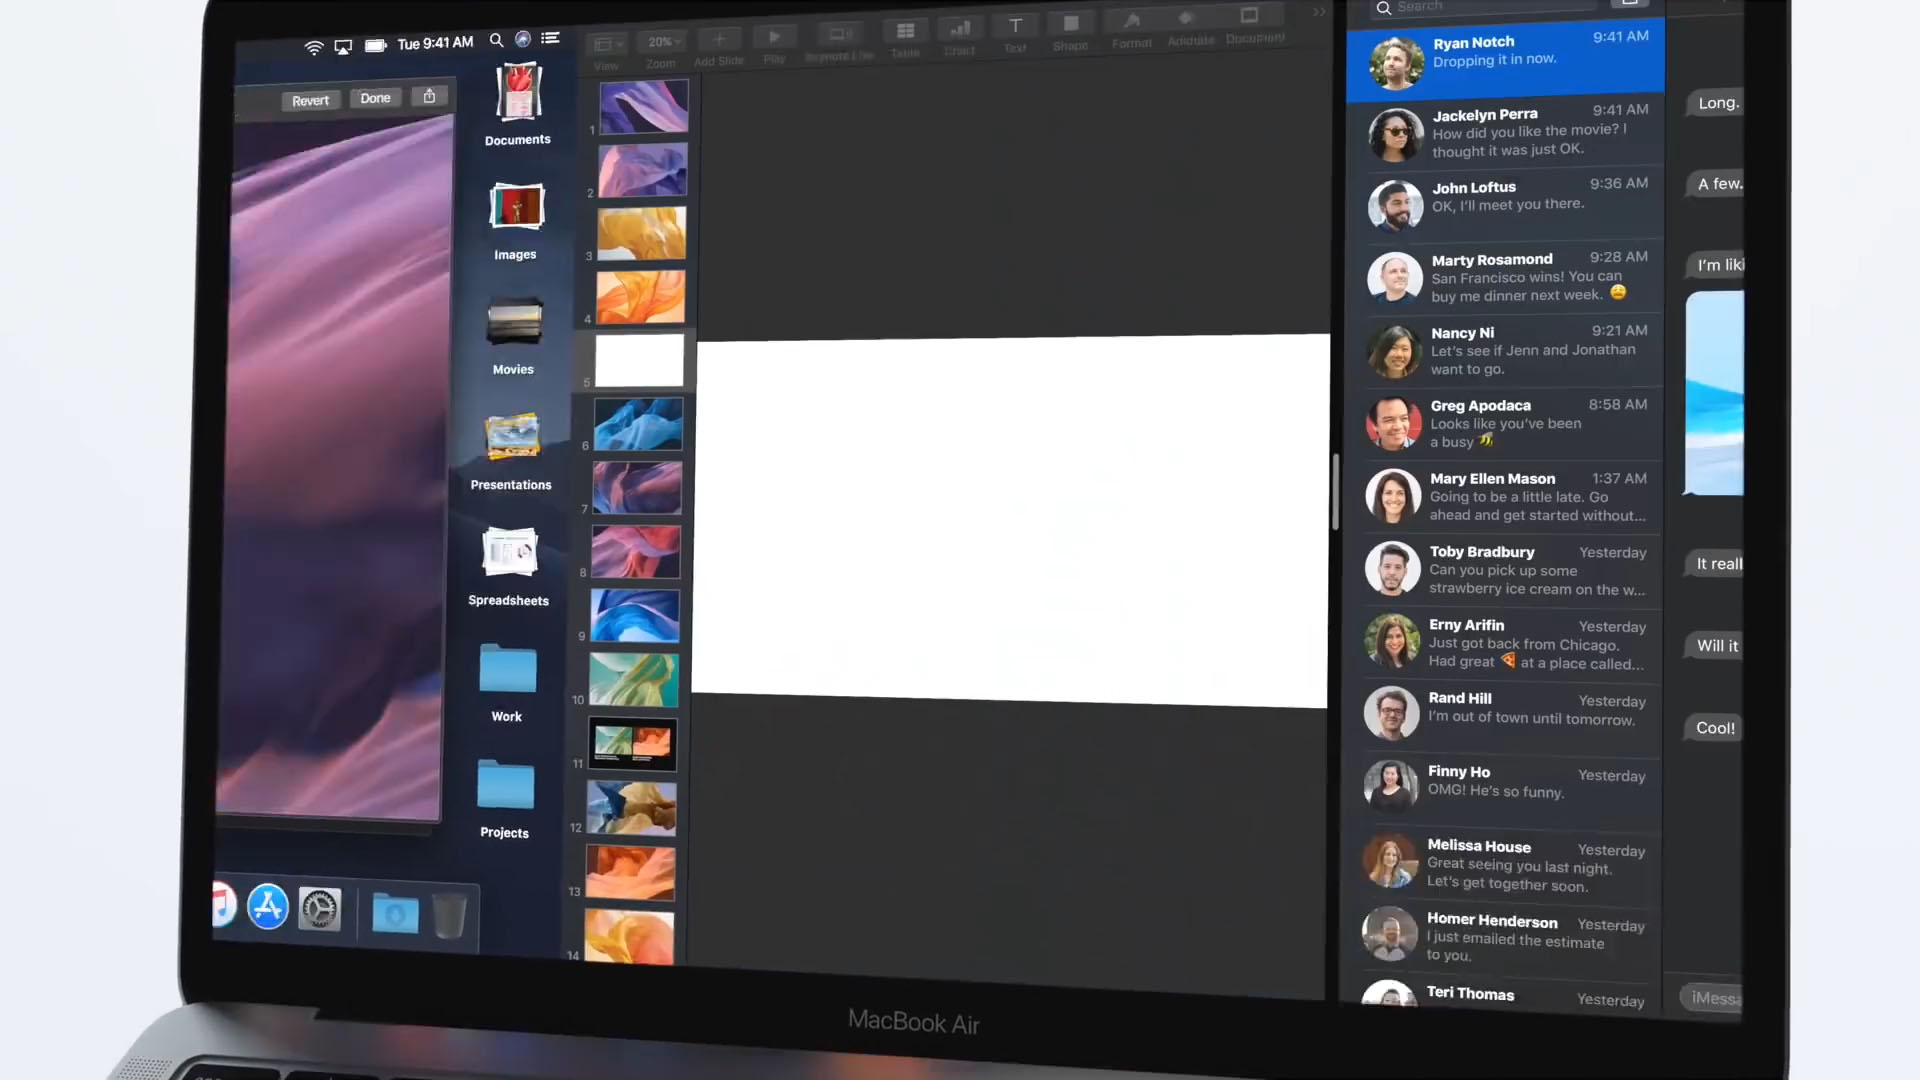 Tue 9:41 AM
Revert
Done
Documents
Images
Movies
Presentations
Spreadsheets
Work
Projects
View
20%
Zoom
Add Slide
Play
Keynote Live
Table
Chart
Text
Shape
Format
Animate
Document
1
2
3
4
5
6
7
8
9
10
11
12
13
14
Search
Ryan Notch 9:41 AM
Dropping it in now.
Jackelyn Perra 9:41 AM
How did you like the movie? I
thought it was just OK.
John Loftus 9:36 AM
OK, I'll meet you there.
Marty Rosamond 9:28 AM
San Francisco wins! You can
buy me dinner next week. 😩
Nancy Ni 9:21 AM
Let's see if Jenn and Jonathan
want to go.
Greg Apodaca 8:58 AM
Looks like you've been
a busy 🐝
Mary Ellen Mason 1:37 AM
Going to be a little late. Go
ahead and get started without...
Toby Bradbury Yesterday
Can you pick up some
strawberry ice cream on the w...
Erny Arifin Yesterday
Just got back from Chicago.
Had great 🍕 at a place called...
Rand Hill Yesterday
I'm out of town until tomorrow.
Finny Ho Yesterday
OMG! He's so funny.
Melissa House Yesterday
Great seeing you last night.
Let's get together soon.
Homer Henderson Yesterday
I just emailed the estimate
to you.
Teri Thomas Yesterday
Long.
A few.
I'm
It
Will it
Cool!
MacBook Air